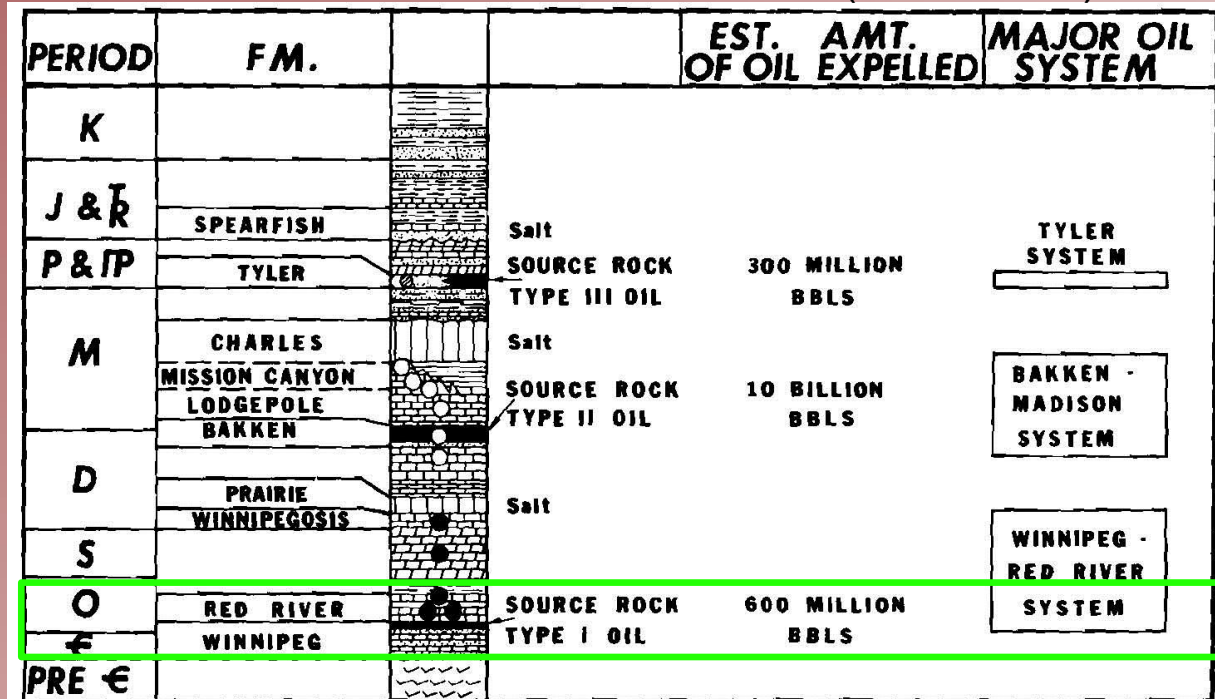 PERIOD FM. EST. AMT. OF OIL EXPELLED MAJOR OIL SYSTEM
K
J & TR
SPEARFISH Salt
P & IP TYLER SOURCE ROCK TYPE III OIL 300 MILLION BBLS TYLER SYSTEM
M
CHARLES Salt
MISSION CANYON
LODGEPOLE SOURCE ROCK TYPE II OIL 10 BILLION BBLS BAKKEN - MADISON SYSTEM
BAKKEN
D
PRAIRIE Salt
WINNIPEGOSIS
S
WINNIPEG - RED RIVER SYSTEM
O RED RIVER SOURCE ROCK TYPE I OIL 600 MILLION BBLS
Є WINNIPEG
PRE Є